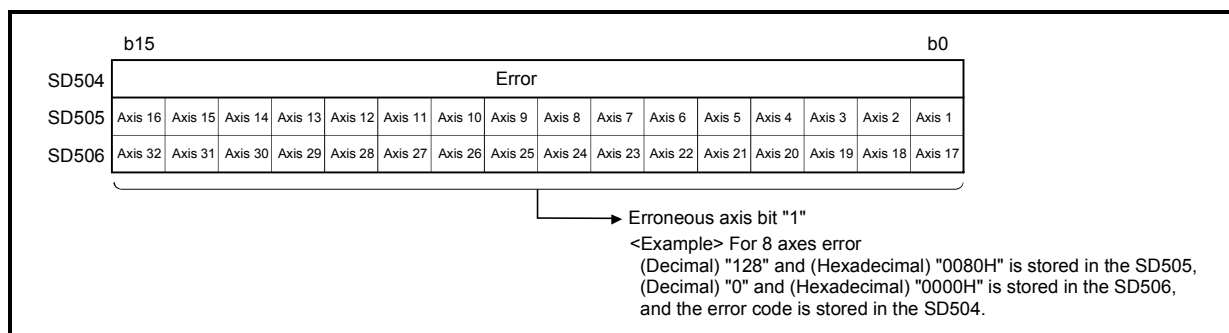 b15 b0
SD504 Error
SD505 Axis 16 Axis 15 Axis 14 Axis 13 Axis 12 Axis 11 Axis 10 Axis 9 Axis 8 Axis 7 Axis 6 Axis 5 Axis 4 Axis 3 Axis 2 Axis 1
SD506 Axis 32 Axis 31 Axis 30 Axis 29 Axis 28 Axis 27 Axis 26 Axis 25 Axis 24 Axis 23 Axis 22 Axis 21 Axis 20 Axis 19 Axis 18 Axis 17
Erroneous axis bit "1"
<Example> For 8 axes error
(Decimal) "128" and (Hexadecimal) "0080H" is stored in the SD505,
(Decimal) "0" and (Hexadecimal) "0000H" is stored in the SD506,
and the error code is stored in the SD504.